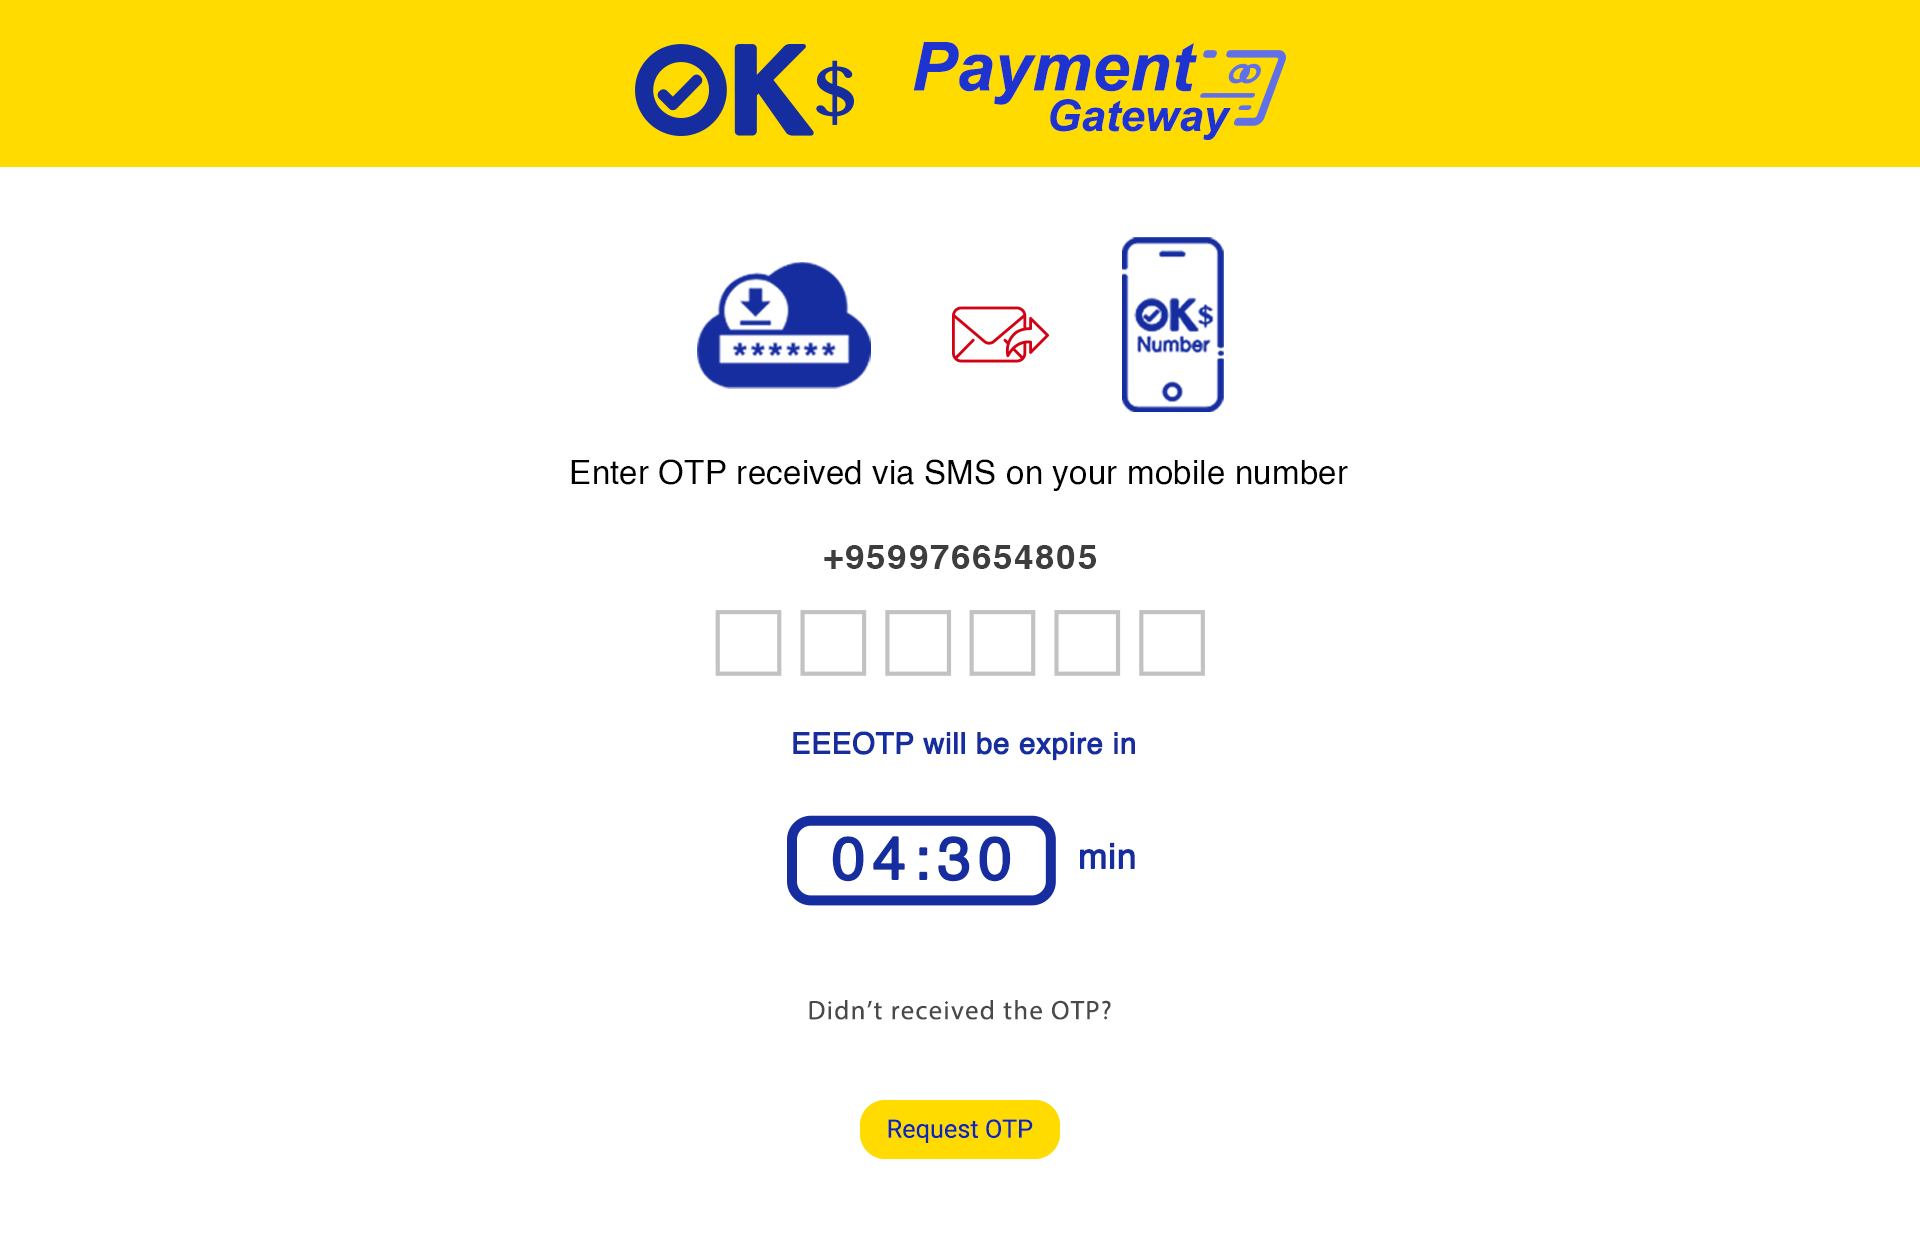 OK$ Payment
Gateway
******
OK$
Number
Enter OTP received via SMS on your mobile number
+959976654805
EEEOTP will be expire in
04:30 min
Didn’t received the OTP?
Request OTP